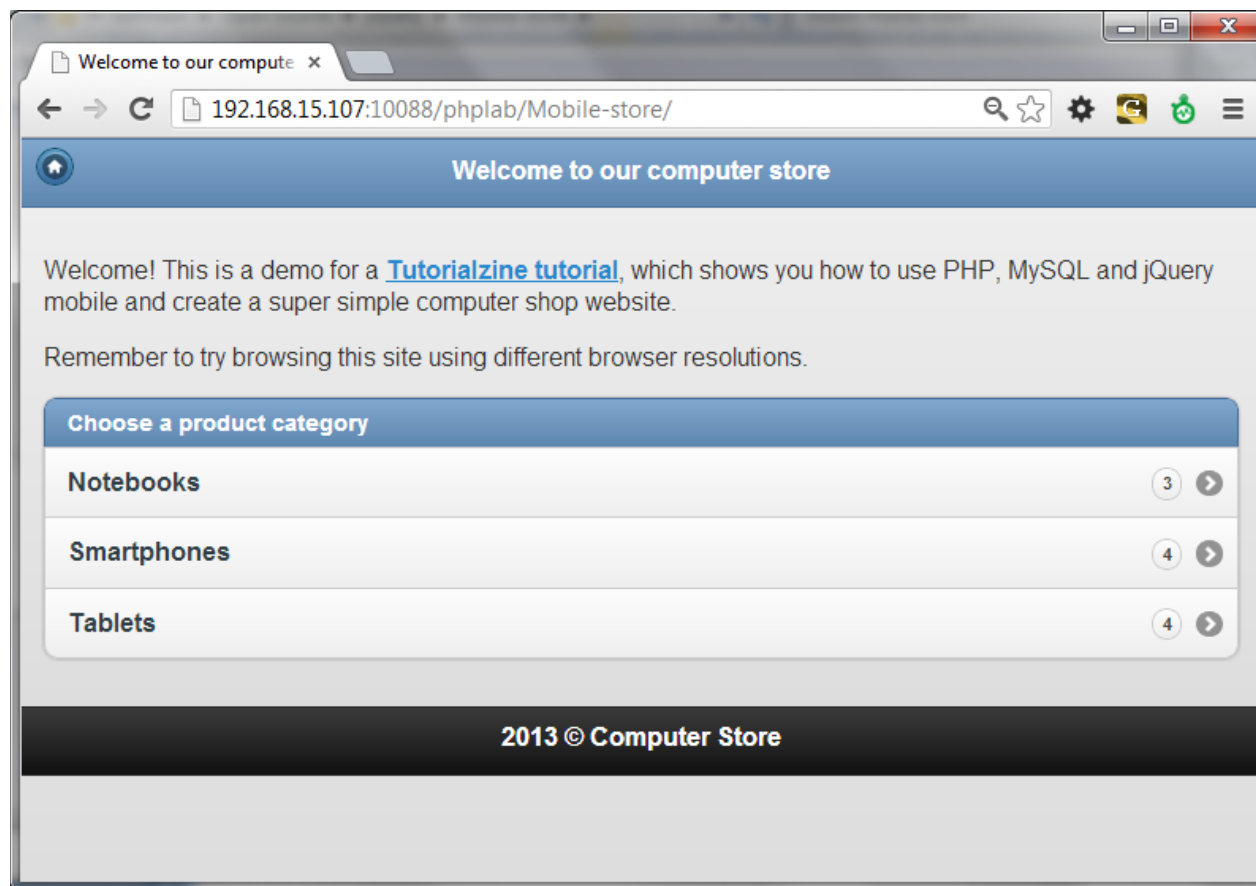 Welcome to our compute
192.168.15.107:10088/phplab/Mobile-store/
Welcome to our computer store
Welcome! This is a demo for a Tutorialzine tutorial, which shows you how to use PHP, MySQL and jQuery
mobile and create a super simple computer shop website.
Remember to try browsing this site using different browser resolutions.
Choose a product category
Notebooks 3
Smartphones 4
Tablets 4
2013 © Computer Store